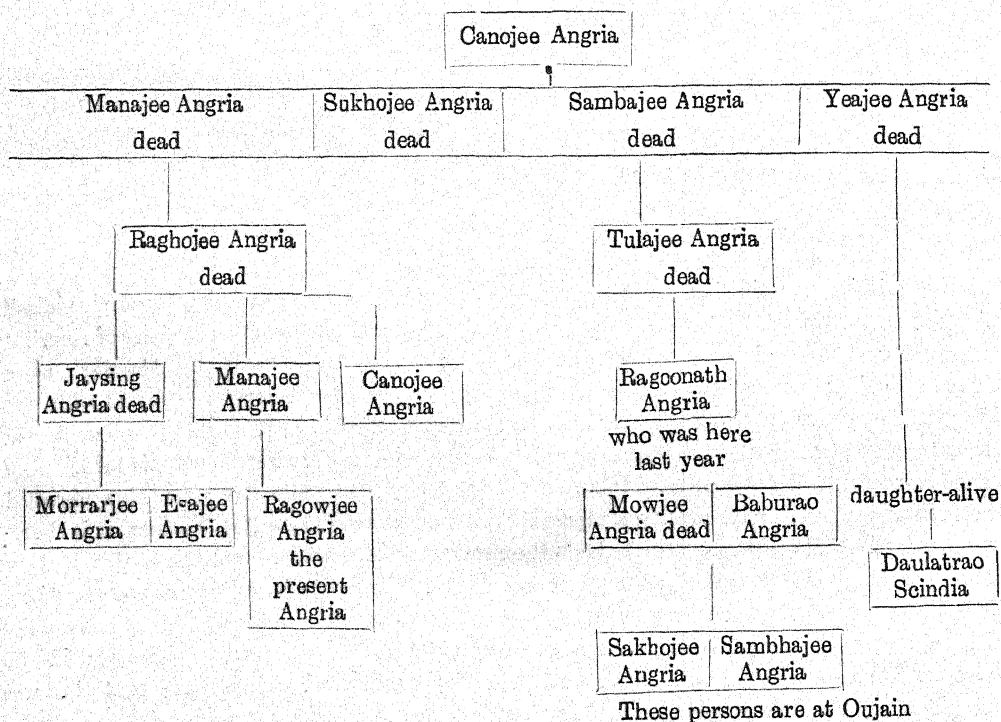 Canojee Angria
Manajee Angria
dead
Sukhojee Angria
dead
Sambajee Angria
dead
Yeajee Angria
dead
Raghojee Angria
dead
Tulajee Angria
dead
Jaysing
Angria dead
Manajee
Angria
Canojee
Angria
Ragoonath
Angria
who was here
last year
Morrarjee
Angria
E-ajee
Angria
Ragowjee
Angria
the
present
Angria
Mowjee
Angria dead
Baburao
Angria
daughter-alive
Daulatrao
Scindia
Sakhojee
Angria
Sambhajee
Angria
These persons are at Oujain